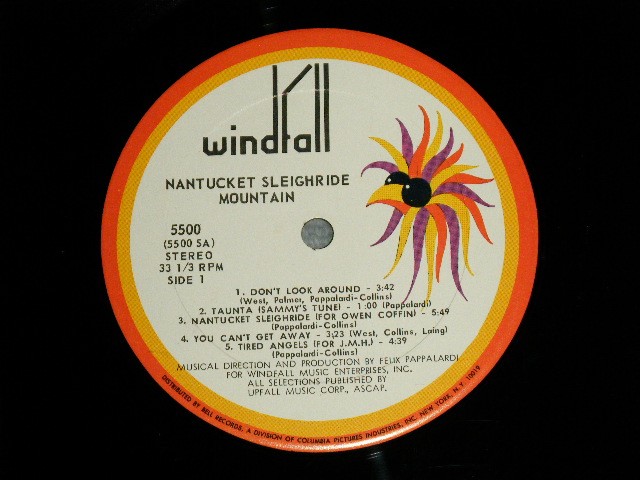 windfall
NANTUCKET SLEIGHRIDE
MOUNTAIN
5500
(5500 SA)
STEREO
33 1/3 RPM
SIDE 1
1. DON'T LOOK AROUND - 3:42
(West, Palmer, Pappalardi-Collins)
2. TAUNTA (SAMMY'S TUNE) - 1:00 (Pappalardi)
3. NANTUCKET SLEIGHRIDE (FOR OWEN COFFIN) - 5:49
(Pappalardi-Collins)
4. YOU CAN'T GET AWAY - 3:23 (West, Collins, Laing)
5. TIRED ANGELS (FOR J.M.H.) - 4:39
(Pappalardi-Collins)
MUSICAL DIRECTION AND PRODUCTION BY FELIX PAPPALARDI
FOR WINDFALL MUSIC ENTERPRISES, INC.
ALL SELECTIONS PUBLISHED BY
UPFALL MUSIC CORP., ASCAP.
DISTRIBUTED BY BELL RECORDS, A DIVISION OF COLUMBIA PICTURES INDUSTRIES, INC. NEW YORK, N.Y. 10019